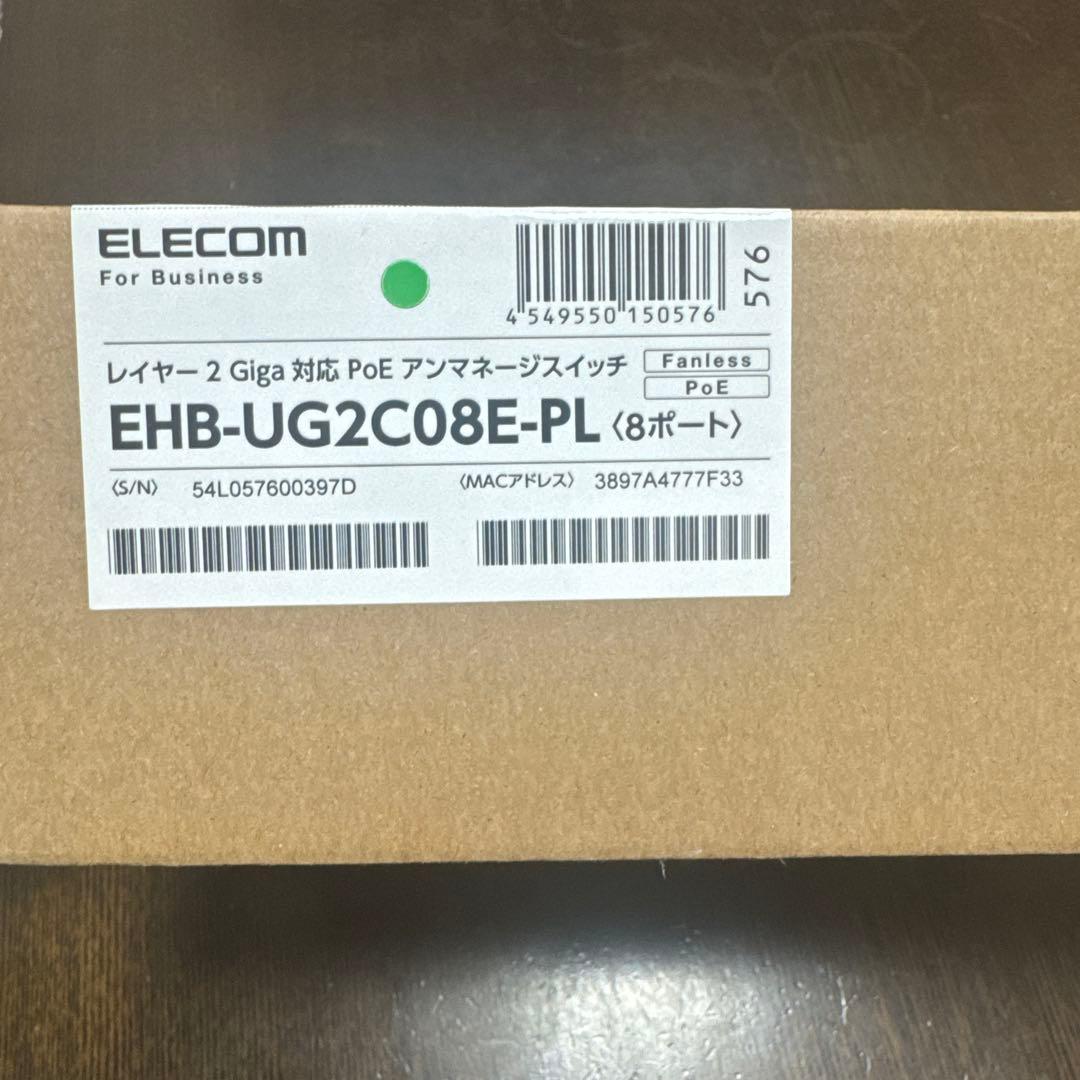 ELECOM
For Business
4 549550 150576
576
レイヤー 2 Giga 対応 PoE アンマネージスイッチ
Fanless
PoE
EHB-UG2C08E-PL〈8ポート〉
〈S/N〉 54L057600397D
〈MACアドレス〉 3897A4777F33